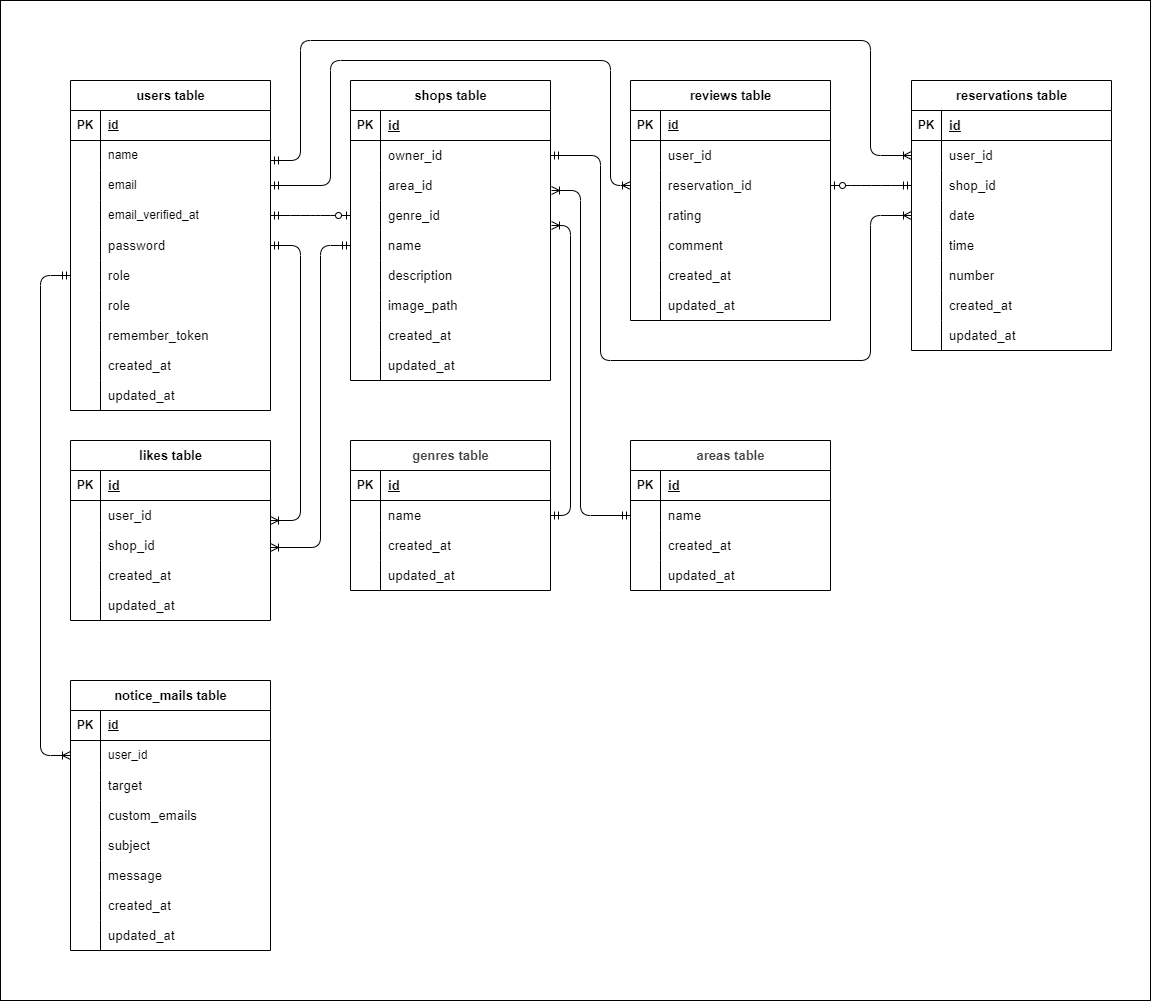 users table
PK id
name
email
email_verified_at
password
role
role
remember_token
created_at
updated_at
shops table
PK id
owner_id
area_id
genre_id
name
description
image_path
created_at
updated_at
reviews table
PK id
user_id
reservation_id
rating
comment
created_at
updated_at
reservations table
PK id
user_id
shop_id
date
time
number
created_at
updated_at
likes table
PK id
user_id
shop_id
created_at
updated_at
genres table
PK id
name
created_at
updated_at
areas table
PK id
name
created_at
updated_at
notice_mails table
PK id
user_id
target
custom_emails
subject
message
created_at
updated_at